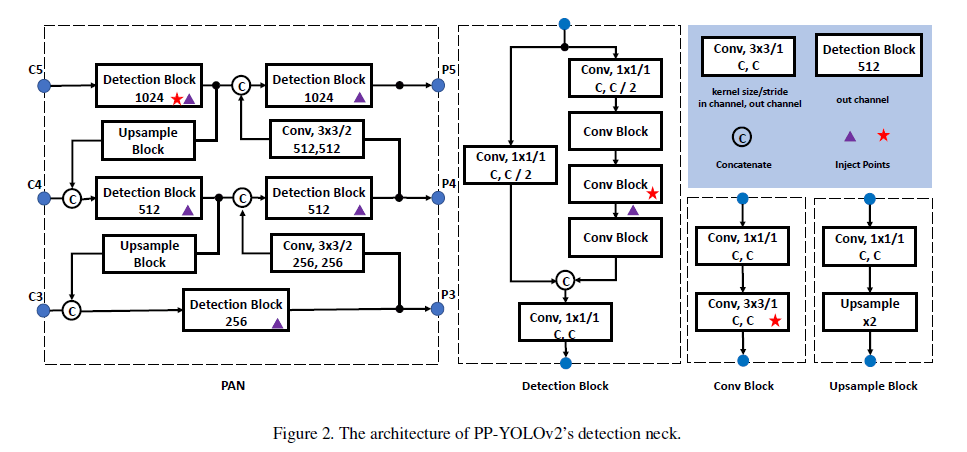 C5
Detection Block
1024
C
Detection Block
1024
P5
Upsample
Block
Conv, 3x3/2
512,512
C4
C
Detection Block
512
C
Detection Block
512
P4
Upsample
Block
Conv, 3x3/2
256, 256
C3
C
Detection Block
256
P3
PAN
Conv, 1x1/1
C, C / 2
Conv Block
Conv, 1x1/1
C, C / 2
Conv Block
Conv Block
C
Conv, 1x1/1
C, C
Detection Block
Conv, 3x3/1
C, C
kernel size/stride
in channel, out channel
Detection Block
512
out channel
C
Concatenate
Inject Points
Conv, 1x1/1
C, C
Conv, 3x3/1
C, C
Conv Block
Conv, 1x1/1
C, C
Upsample
x2
Upsample Block
Figure 2. The architecture of PP-YOLOv2's detection neck.